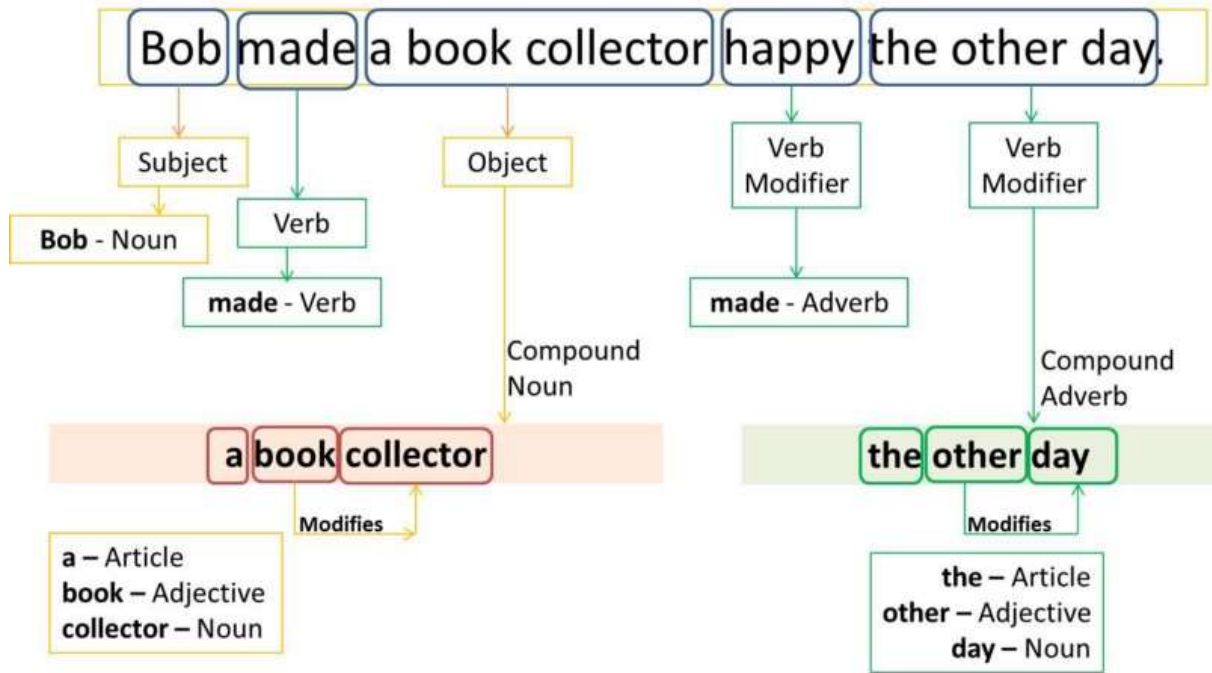 Bob made a book collector happy the other day.
Subject
Object
Verb
Modifier
Verb
Modifier
Verb
Bob - Noun
made - Verb
made - Adverb
Compound
Noun
Compound
Adverb
a book collector
the other day
Modifies
Modifies
a – Article
book – Adjective
collector – Noun
the – Article
other – Adjective
day – Noun